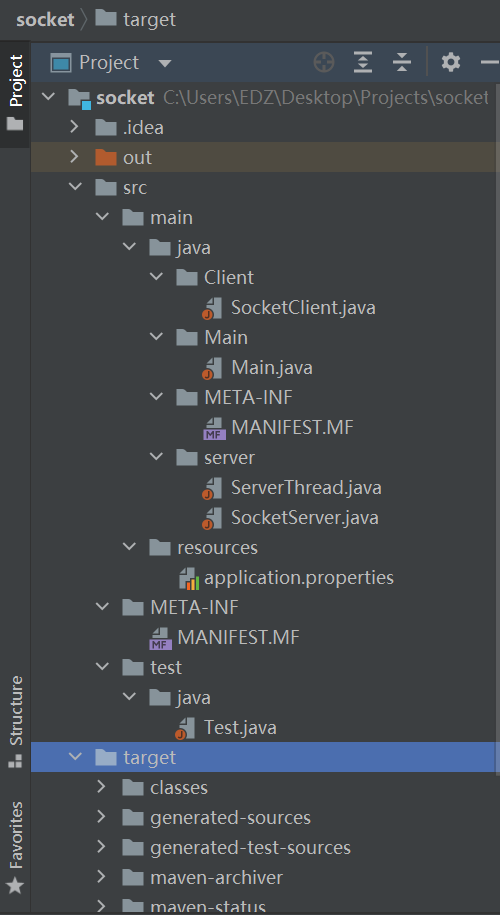 socket target
Project
socket C:\Users\EDZ\Desktop\Projects\socket
.idea
out
src
main
java
Client
SocketClient.java
Main
Main.java
META-INF
MF MANIFEST.MF
server
ServerThread.java
SocketServer.java
resources
application.properties
META-INF
MF MANIFEST.MF
test
java
Test.java
target
classes
generated-sources
generated-test-sources
maven-archiver
maven-status
Project
Structure
Favorites